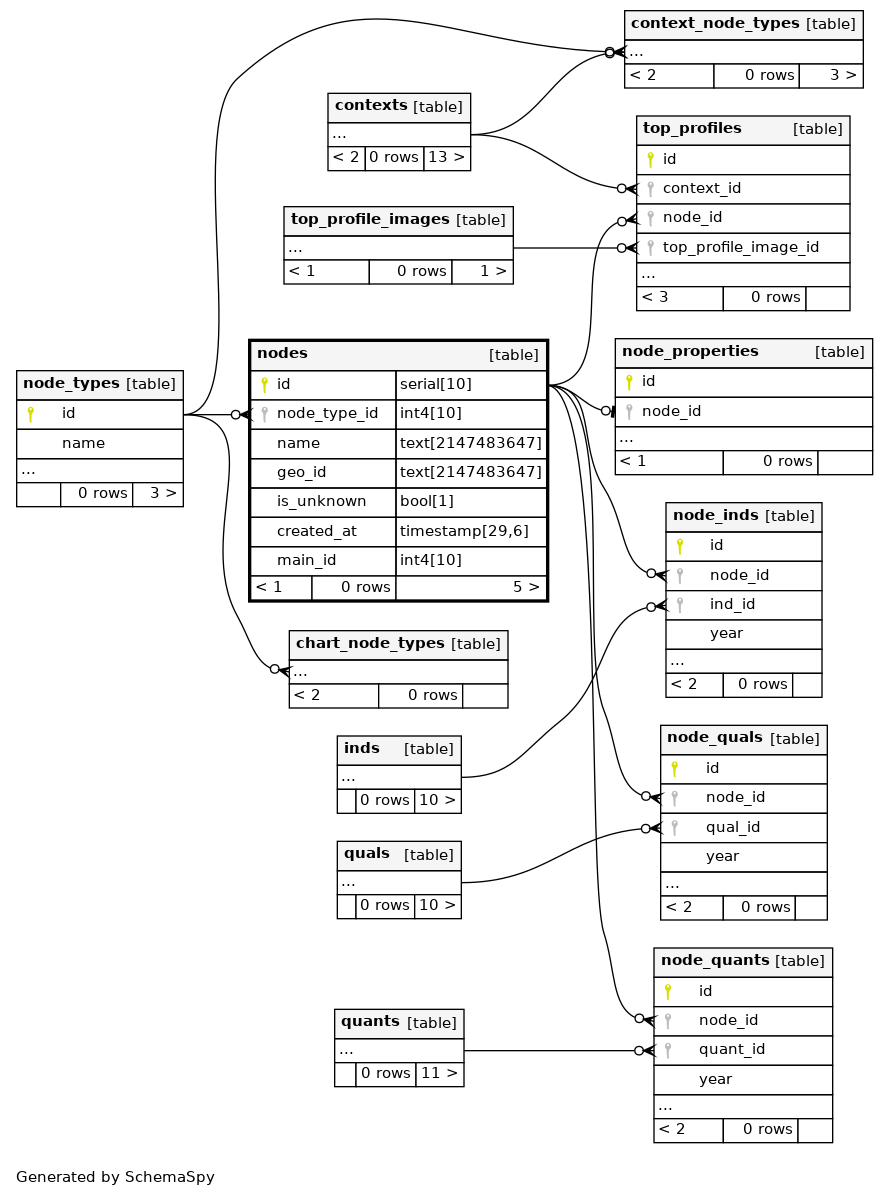 context_node_types [table]
...
< 2 0 rows 3 >
contexts [table]
...
< 2 0 rows 13 >
top_profiles [table]
id
context_id
node_id
top_profile_image_id
...
< 3 0 rows
top_profile_images [table]
...
< 1 0 rows 1 >
nodes [table]
id serial[10]
node_type_id int4[10]
name text[2147483647]
geo_id text[2147483647]
is_unknown bool[1]
created_at timestamp[29,6]
main_id int4[10]
< 1 0 rows 5 >
node_properties [table]
id
node_id
...
< 1 0 rows
node_types [table]
id
name
...
0 rows 3 >
node_inds [table]
id
node_id
ind_id
year
...
< 2 0 rows
chart_node_types [table]
...
< 2 0 rows
inds [table]
...
0 rows 10 >
node_quals [table]
id
node_id
qual_id
year
...
< 2 0 rows
quals [table]
...
0 rows 10 >
node_quants [table]
id
node_id
quant_id
year
...
< 2 0 rows
quants [table]
...
0 rows 11 >
Generated by SchemaSpy